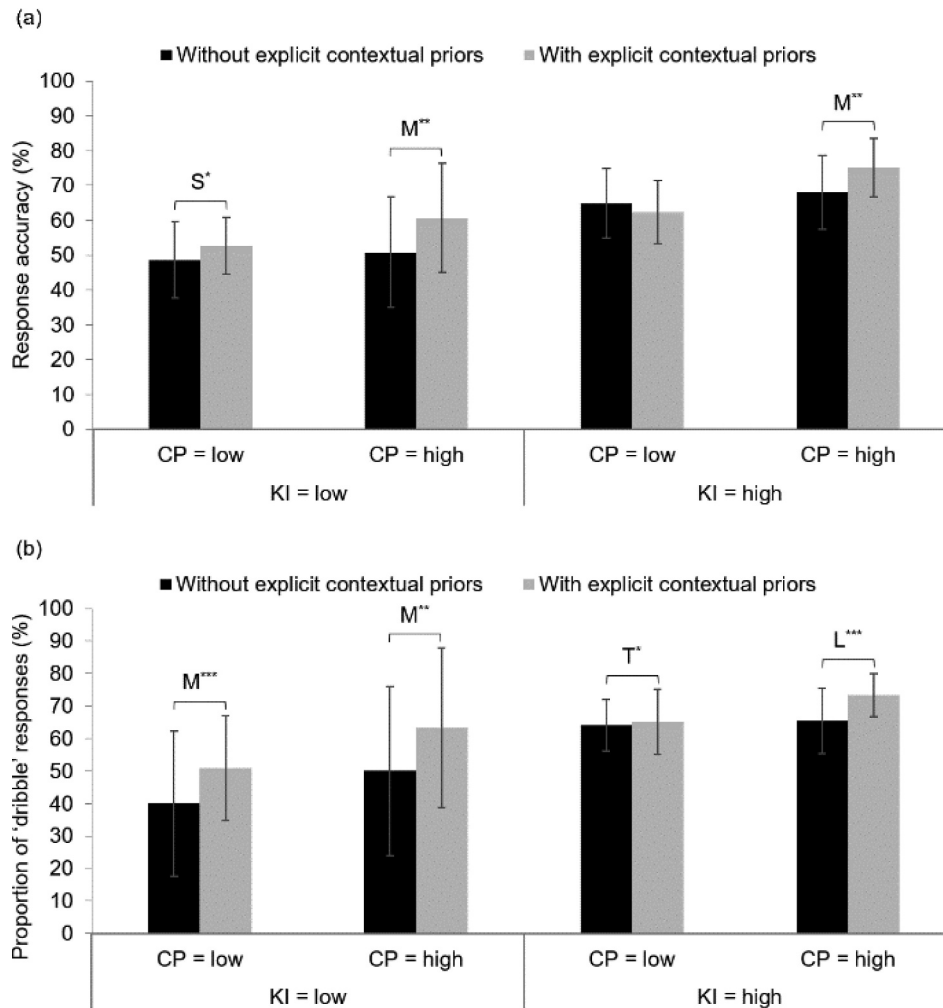 (a)
■ Without explicit contextual priors ■ With explicit contextual priors
Response accuracy (%)
100
90
80
70
60
50
40
30
20
10
0
S*
M**
M**
CP = low CP = high CP = low CP = high
KI = low KI = high
(b)
■ Without explicit contextual priors ■ With explicit contextual priors
Proportion of ‘dribble’ responses (%)
100
90
80
70
60
50
40
30
20
10
0
M***
M**
T*
L***
CP = low CP = high CP = low CP = high
KI = low KI = high